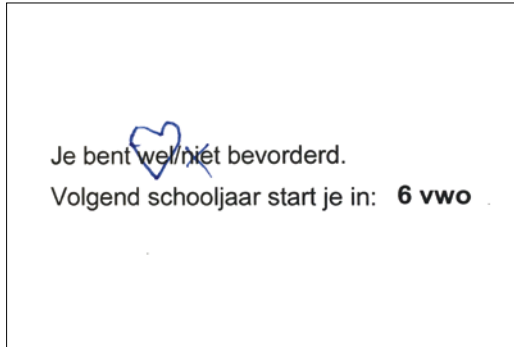 Je bent wel/niet bevorderd.
Volgend schooljaar start je in: 6 vwo